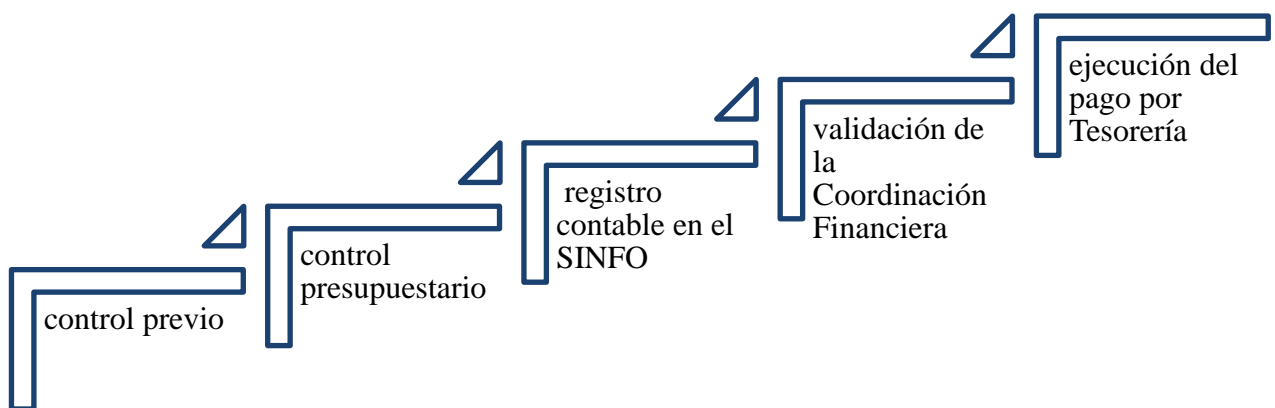 control previo
control
presupuestario
registro
contable en el
SINFO
validación de
la
Coordinación
Financiera
ejecución del
pago por
Tesorería